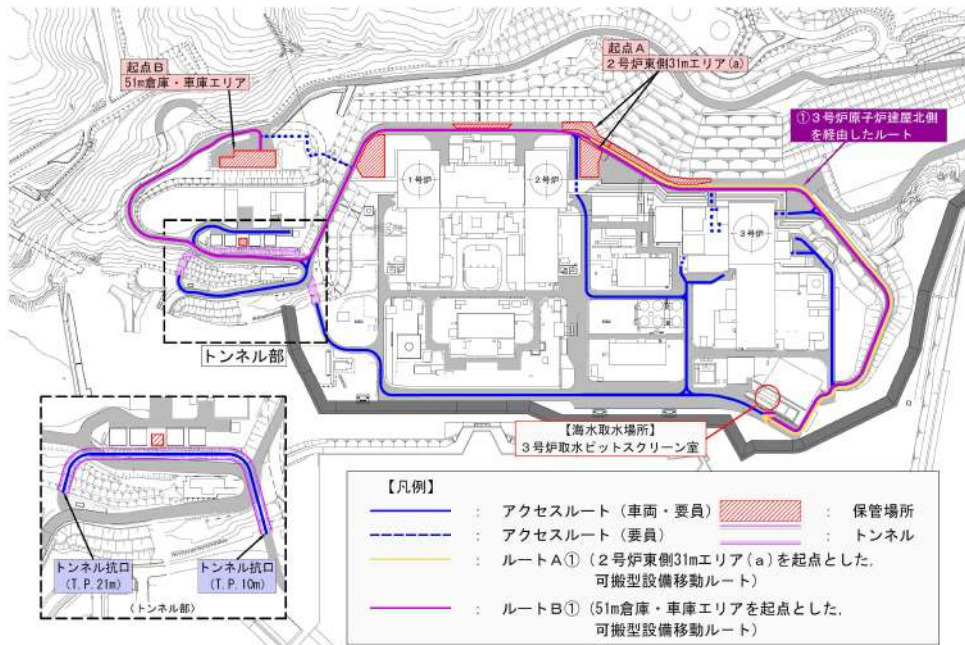 起点B
51m倉庫・車庫エリア
起点A
2号炉東側31mエリア(a)
①3号炉原子炉建屋北側
を経由したルート
1号炉
2号炉
3号炉
トンネル部
【海水取水場所】
3号炉取水ピットスクリーン室
トンネル坑口
(T.P.21m)
トンネル坑口
(T.P.10m)
(トンネル部)
【凡例】
: アクセスルート(車両・要員)
: 保管場所
: アクセスルート(要員)
: トンネル
: ルートA①(2号炉東側31mエリア(a)を起点とした,
可搬型設備移動ルート)
: ルートB①(51m倉庫・車庫エリアを起点とした,
可搬型設備移動ルート)